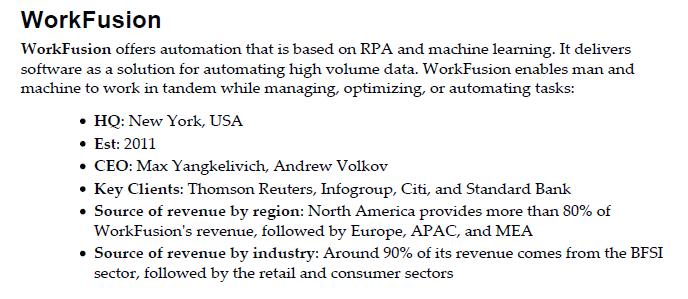 WorkFusion
WorkFusion offers automation that is based on RPA and machine learning. It delivers
software as a solution for automating high volume data. WorkFusion enables man and
machine to work in tandem while managing, optimizing, or automating tasks:
• HQ: New York, USA
• Est: 2011
• CEO: Max Yangkelivich, Andrew Volkov
• Key Clients: Thomson Reuters, Infogroup, Citi, and Standard Bank
• Source of revenue by region: North America provides more than 80% of
WorkFusion's revenue, followed by Europe, APAC, and MEA
• Source of revenue by industry: Around 90% of its revenue comes from the BFSI
sector, followed by the retail and consumer sectors